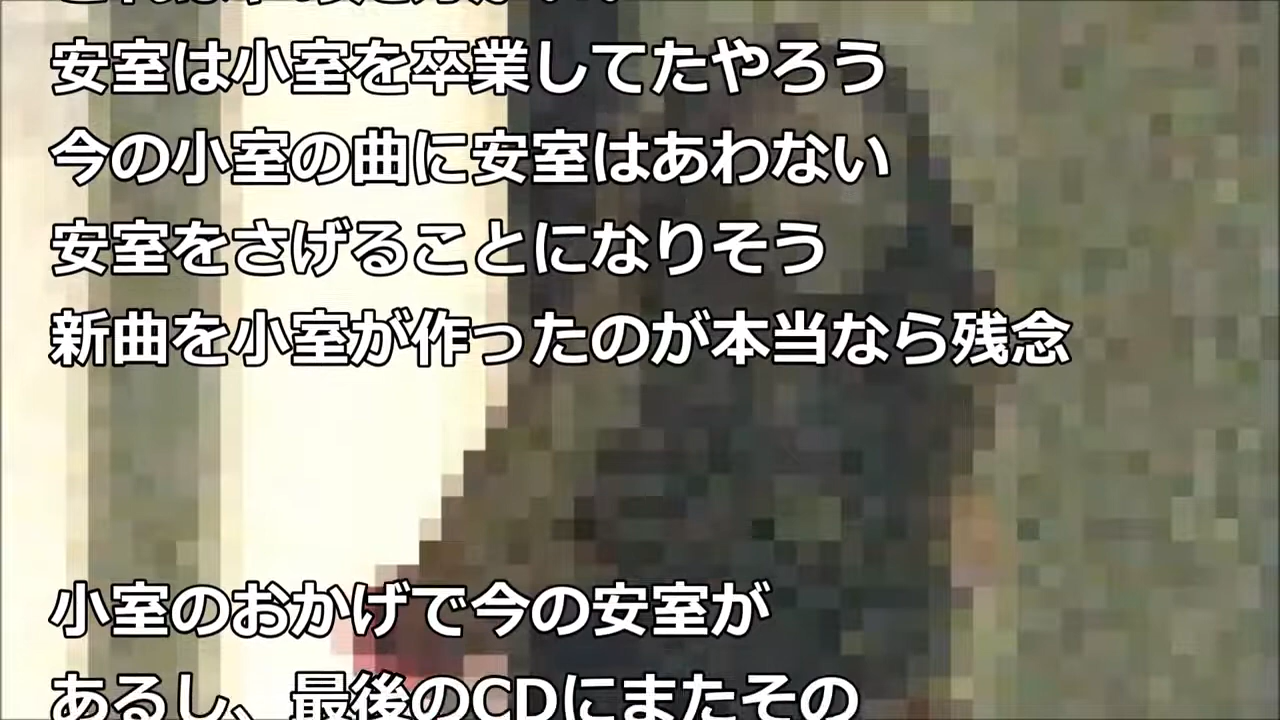 安室は小室を卒業してたやろう
今の小室の曲に安室はあわない
安室をさげることになりそう
新曲を小室が作ったのが本当なら残念
小室のおかげで今の安室が
あるし、最後のCDにまたその